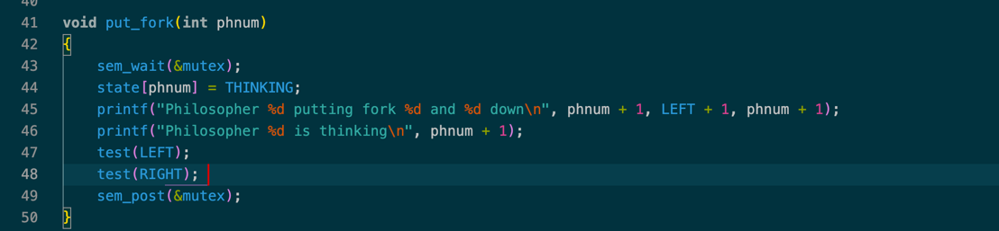 40
41 void put_fork(int phnum)
42 {
43     sem_wait(&mutex);
44     state[phnum] = THINKING;
45     printf("Philosopher %d putting fork %d and %d down\n", phnum + 1, LEFT + 1, phnum + 1);
46     printf("Philosopher %d is thinking\n", phnum + 1);
47     test(LEFT);
48     test(RIGHT);
49     sem_post(&mutex);
50 }